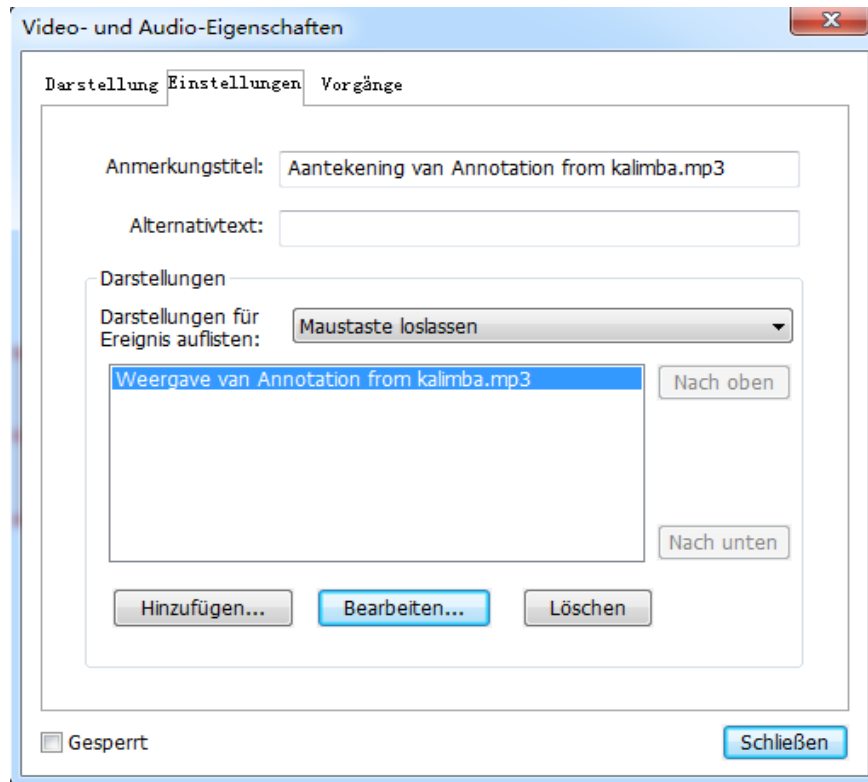 Video- und Audio-Eigenschaften
Darstellung Einstellungen Vorgänge
Anmerkungstitel: Aantekening van Annotation from kalimba.mp3
Alternativtext:
Darstellungen
Darstellungen für
Ereignis auflisten:
Maustaste loslassen
Weergave van Annotation from kalimba.mp3
Nach oben
Nach unten
Hinzufügen... Bearbeiten... Löschen
Gesperrt
Schließen